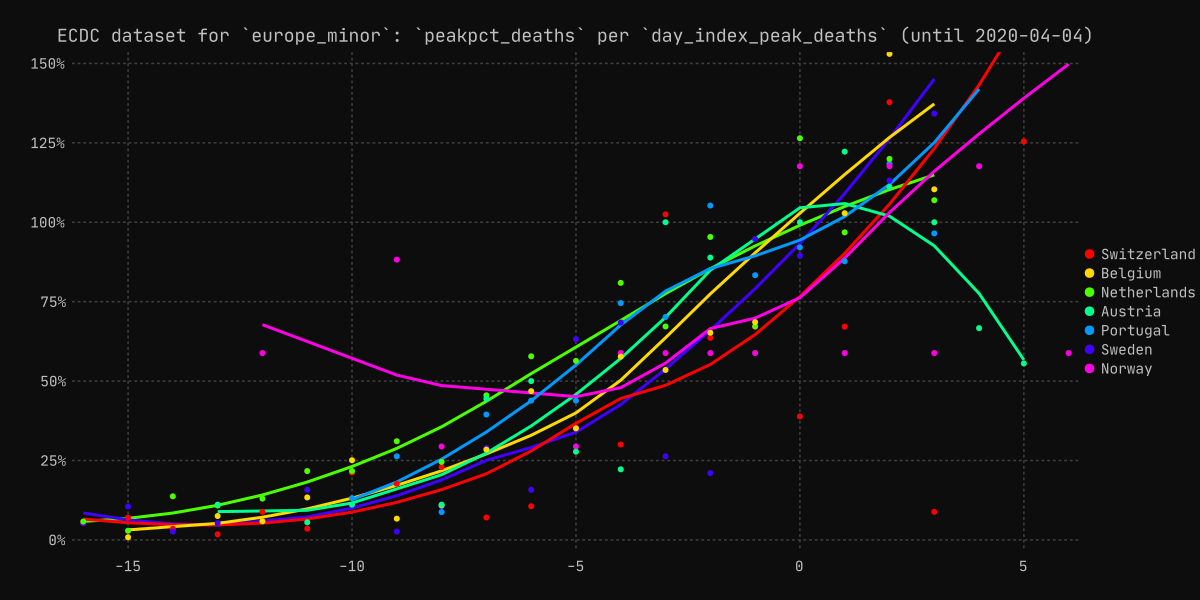 ECDC dataset for `europe_minor`: `peakpct_deaths` per `day_index_peak_deaths` (until 2020-04-04)
150%
125%
100%
75%
50%
25%
0%
-15
-10
-5
0
5
Switzerland
Belgium
Netherlands
Austria
Portugal
Sweden
Norway